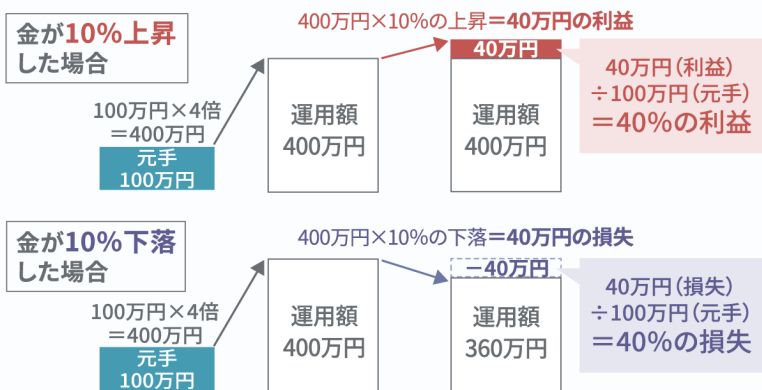 金が10%上昇
した場合
400万円×10%の上昇＝40万円の利益
100万円×4倍
＝400万円
元手
100万円
運用額
400万円
40万円
運用額
400万円
40万円（利益）
÷100万円（元手）
＝40%の利益
金が10%下落
した場合
400万円×10%の下落＝40万円の損失
100万円×4倍
＝400万円
元手
100万円
運用額
400万円
－40万円
運用額
360万円
40万円（損失）
÷100万円（元手）
＝40%の損失